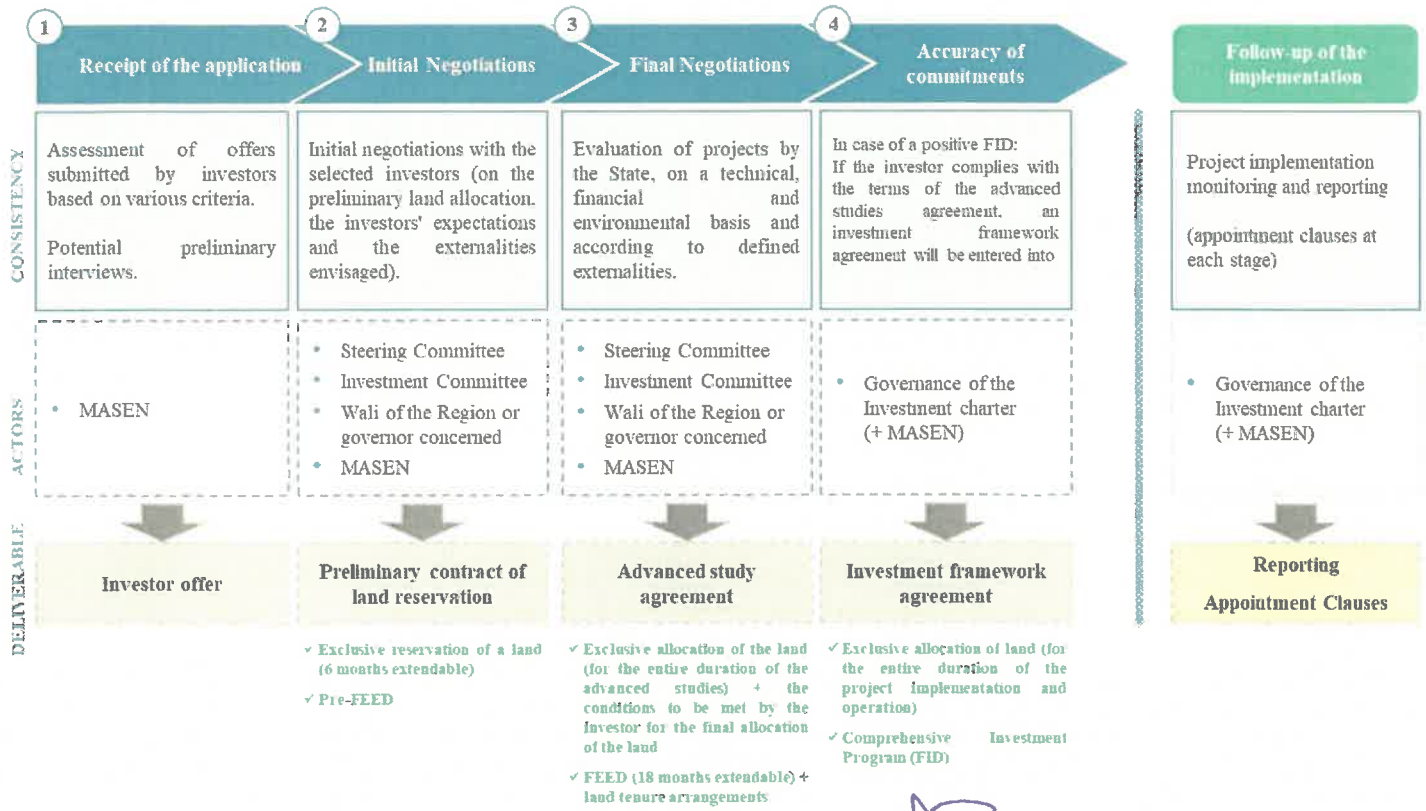 1
2
3
4
Receipt of the application
Initial Negotiations
Final Negotiations
Accuracy of
commitments
Follow-up of the
implementation
CONSISTENCY
Assessment of offers
submitted by investors
based on various criteria.
Potential preliminary
interviews.
Initial negotiations with the
selected investors (on the
preliminary land allocation,
the investors' expectations
and the externalities
envisaged).
Evaluation of projects by
the State, on a technical,
financial and
environmental basis and
according to defined
externalities.
In case of a positive FID:
If the investor complies with
the terms of the advanced
studies agreement, an
investment framework
agreement will be entered into
Project implementation
monitoring and reporting
(appointment clauses at
each stage)
ACTORS
• MASEN
• Steering Committee
• Investment Committee
• Wali of the Region or
governor concerned
• MASEN
• Steering Committee
• Investment Committee
• Wali of the Region or
governor concerned
• MASEN
• Governance of the
Investment charter
(+ MASEN)
• Governance of the
Investment charter
(+ MASEN)
DELIVERABLE
Investor offer
Preliminary contract of
land reservation
Advanced study
agreement
Investment framework
agreement
Reporting
Appointment Clauses
✓ Exclusive reservation of a land
(6 months extendable)
✓ Pre-FEED
✓ Exclusive allocation of the land
(for the entire duration of the
advanced studies) + the
conditions to be met by the
Investor for the final allocation
of the land
✓ FEED (18 months extendable) +
land tenure arrangements
✓ Exclusive allocation of land (for
the entire duration of the
project Implementation and
operation)
✓ Comprehensive Investment
Program (FID)